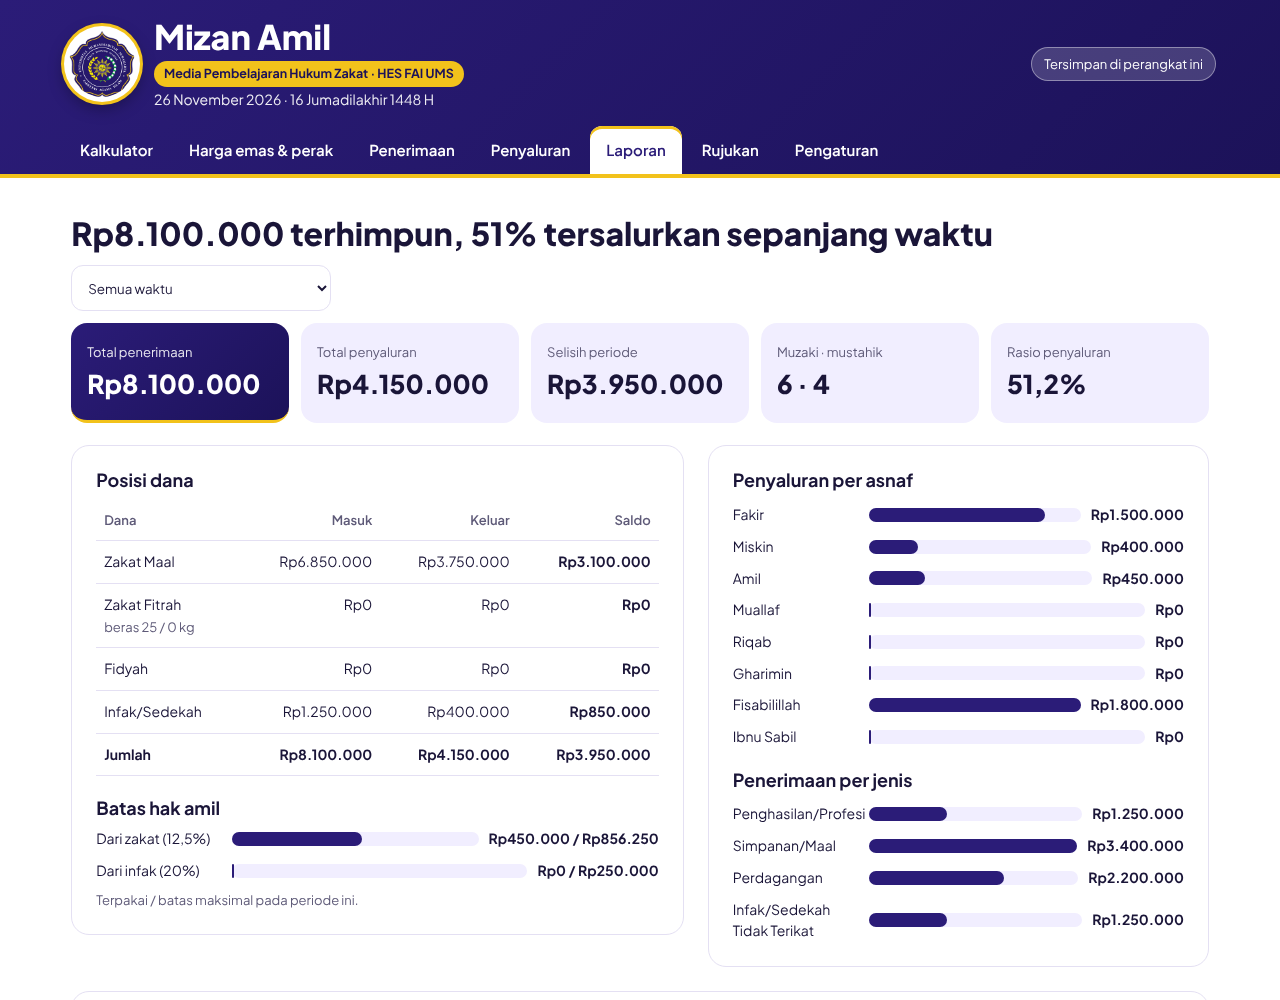 Mizan Amil
Media Pembelajaran Hukum Zakat · HES FAI UMS
26 November 2026 · 16 Jumadilakhir 1448 H
Tersimpan di perangkat ini
Kalkulator
Harga emas & perak
Penerimaan
Penyaluran
Laporan
Rujukan
Pengaturan
Rp8.100.000 terhimpun, 51% tersalurkan sepanjang waktu
Semua waktu
Total penerimaan
Rp8.100.000
Total penyaluran
Rp4.150.000
Selisih periode
Rp3.950.000
Muzaki · mustahik
6 · 4
Rasio penyaluran
51,2%
Posisi dana
Dana Masuk Keluar Saldo
Zakat Maal Rp6.850.000 Rp3.750.000 Rp3.100.000
Zakat Fitrah Rp0 Rp0 Rp0
beras 25 / 0 kg
Fidyah Rp0 Rp0 Rp0
Infak/Sedekah Rp1.250.000 Rp400.000 Rp850.000
Jumlah Rp8.100.000 Rp4.150.000 Rp3.950.000
Batas hak amil
Dari zakat (12,5%) Rp450.000 / Rp856.250
Dari infak (20%) Rp0 / Rp250.000
Terpakai / batas maksimal pada periode ini.
Penyaluran per asnaf
Fakir Rp1.500.000
Miskin Rp400.000
Amil Rp450.000
Muallaf Rp0
Riqab Rp0
Gharimin Rp0
Fisabilillah Rp1.800.000
Ibnu Sabil Rp0
Penerimaan per jenis
Penghasilan/Profesi Rp1.250.000
Simpanan/Maal Rp3.400.000
Perdagangan Rp2.200.000
Infak/Sedekah
Tidak Terikat Rp1.250.000